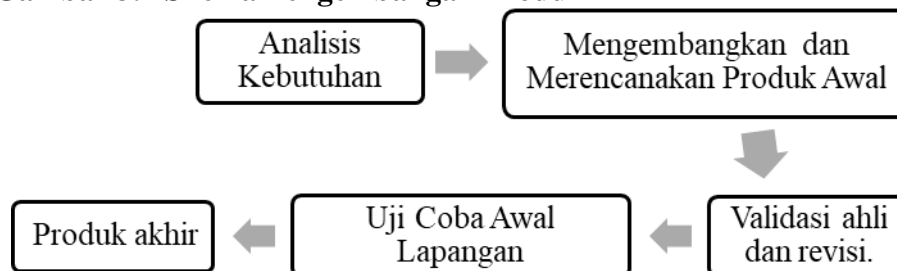 Analisis
Kebutuhan
Mengembangkan dan
Merencanakan Produk Awal
Validasi ahli
dan revisi.
Uji Coba Awal
Lapangan
Produk akhir